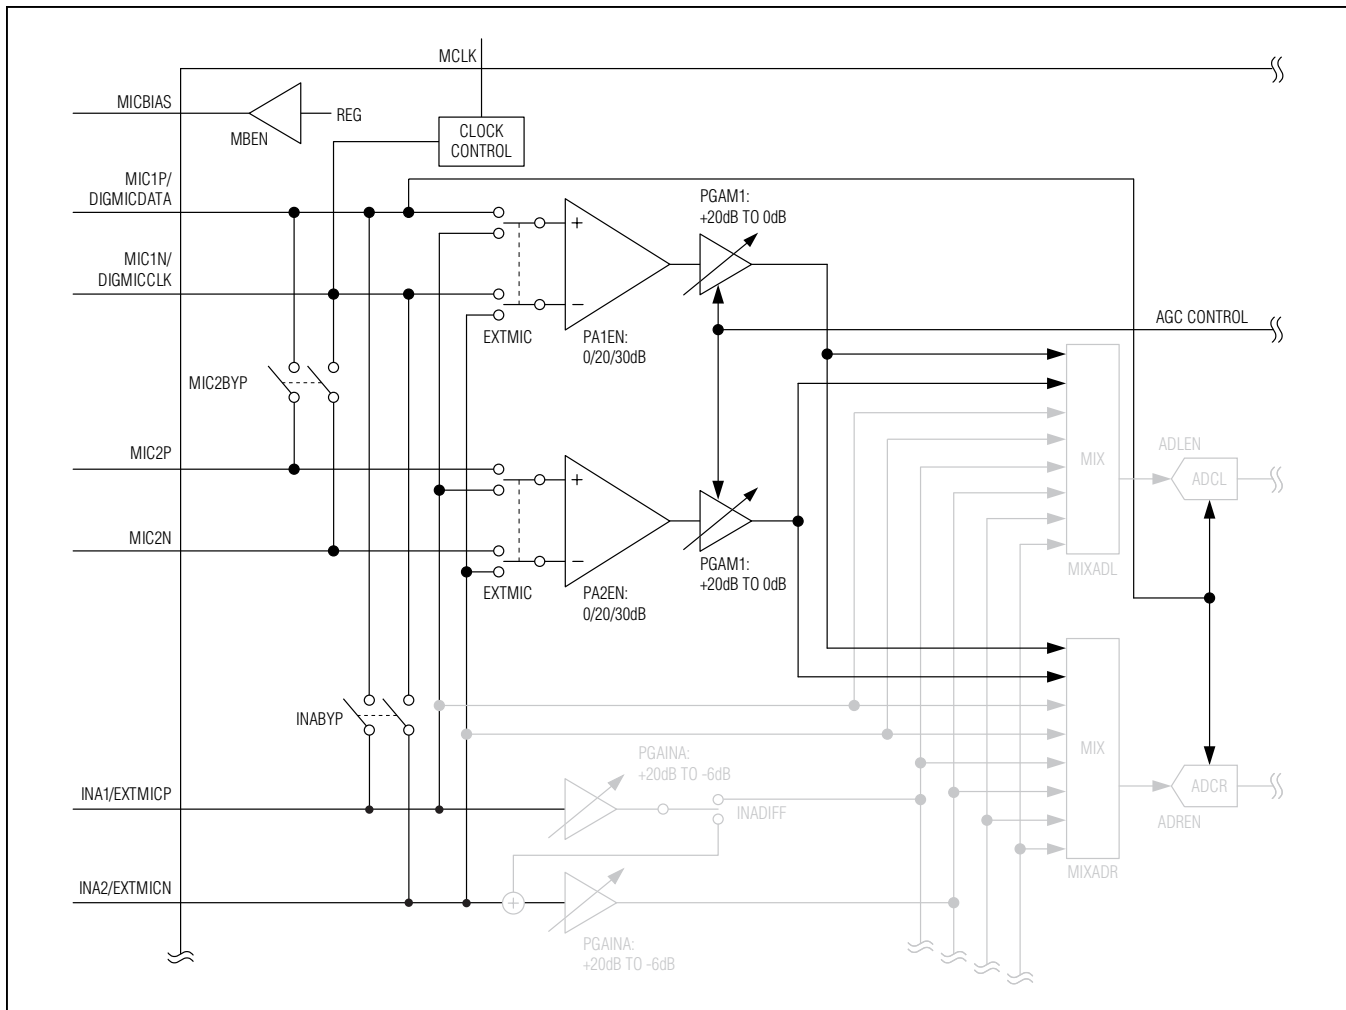 MCLK
MICBIAS
REG
MBEN
CLOCK
CONTROL
MIC1P/
DIGMICDATA
PGAM1:
+20dB TO 0dB
+
MIC1N/
DIGMICCLK
−
EXTMIC
PA1EN:
0/20/30dB
AGC CONTROL
MIC2BYP
MIC2P
+
MIX
ADLEN
ADCL
MIC2N
−
EXTMIC
PA2EN:
0/20/30dB
PGAM1:
+20dB TO 0dB
MIXADL
INABYP
PGAINA:
+20dB TO -6dB
MIX
INA1/EXTMICP
INADIFF
ADCR
ADREN
INA2/EXTMICN
+
MIXADR
PGAINA:
+20dB TO -6dB